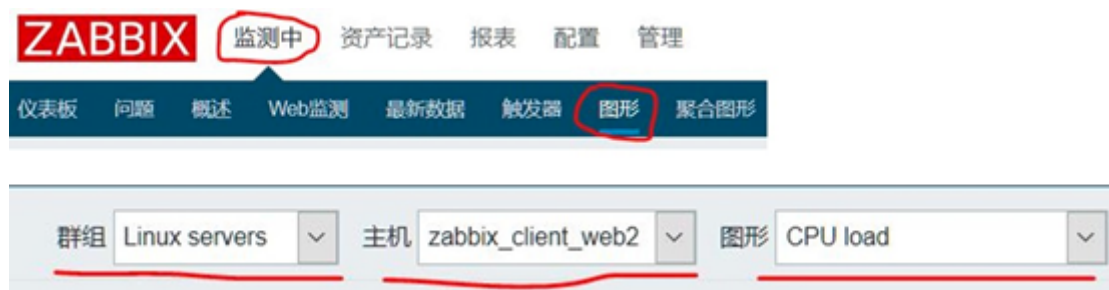 ZABBIX 监测中 资产记录 报表 配置 管理
仪表板 问题 概述 Web监测 最新数据 触发器 图形 聚合图形
群组 Linux servers 主机 zabbix_client_web2 图形 CPU load